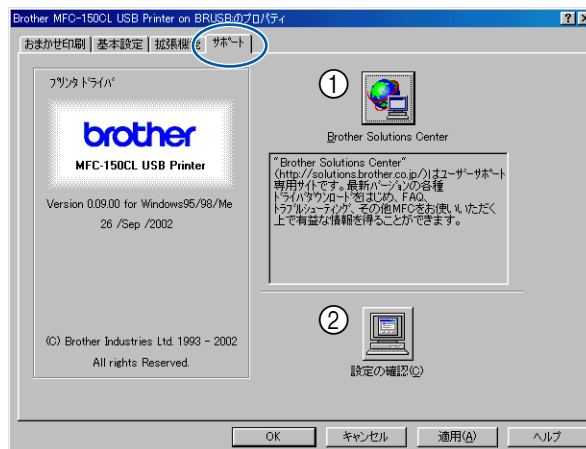 Brother MFC-150CL USB Printer on BRUSB:のプロパティ
? ×
おまかせ印刷 基本設定 拡張機能 サポート
プリンタ ドライバ
brother
MFC-150CL USB Printer
Version 0.09.00 for Windows95/98/Me
26 /Sep /2002
(C) Brother Industries Ltd. 1993 - 2002
All rights Reserved.
①
Brother Solutions Center
"Brother Solutions Center"
(http://solutions.brother.co.jp/)はユーザーサポート
専用サイトです。最新バージョンの各種
ドライバダウンロードをはじめ、FAQ、
トラブルシューティング、その他MFCをお使いいただく
上で有益な情報を得ることができます。
②
設定の確認(C)
OK キャンセル 適用(A) ヘルプ